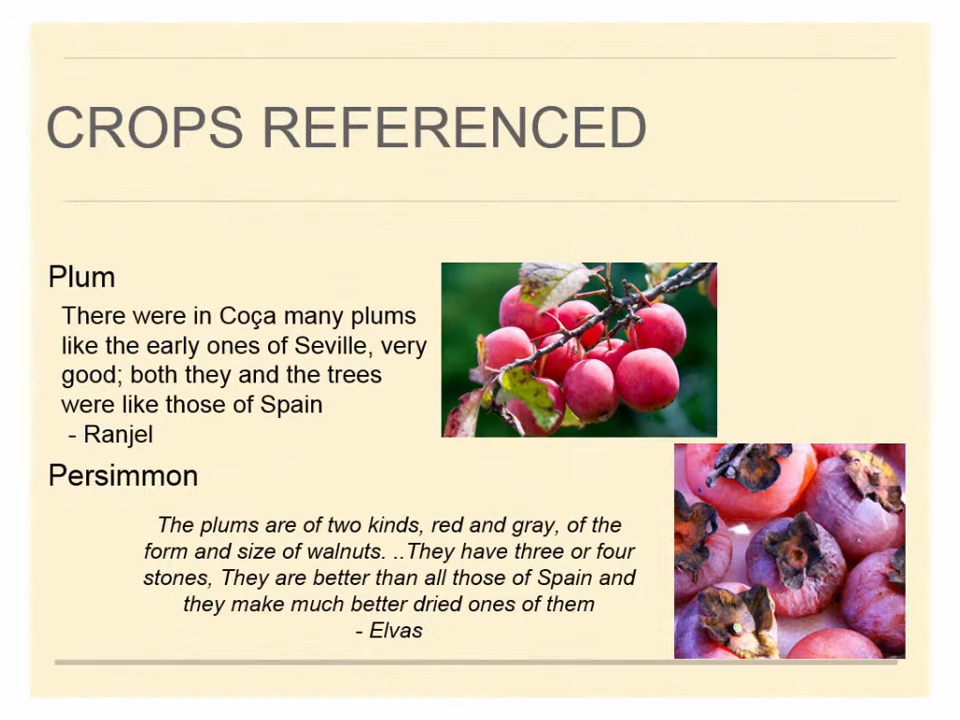 CROPS REFERENCED
Plum
There were in Coça many plums
like the early ones of Seville, very
good; both they and the trees
were like those of Spain
- Ranjel
Persimmon
The plums are of two kinds, red and gray, of the
form and size of walnuts. ..They have three or four
stones, They are better than all those of Spain and
they make much better dried ones of them
- Elvas